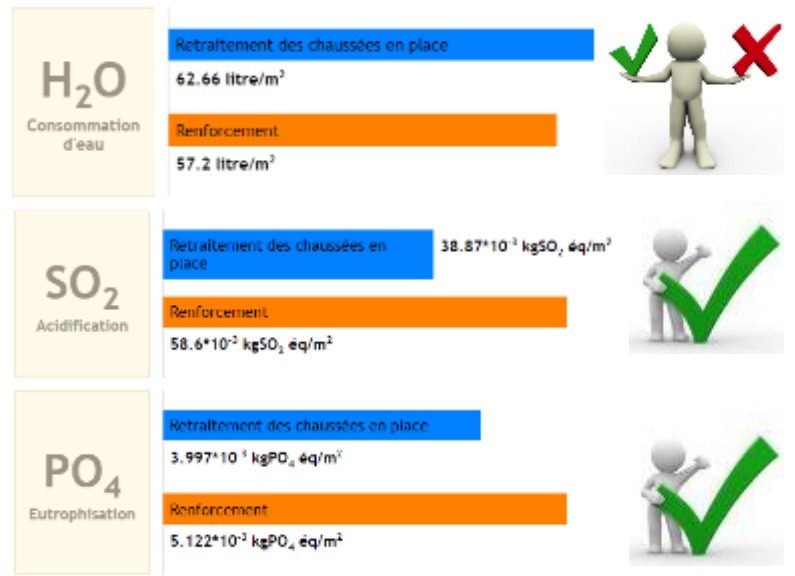 H₂O
Consommation
d'eau
Retraitement des chaussées en place
62.66 litre/m²
Renforcement
57.2 litre/m²
SO₂
Acidification
Retraitement des chaussées en
place
38.87*10⁻³ kgSO₂ éq/m²
Renforcement
58.6*10⁻³ kgSO₂ éq/m²
PO₄
Eutrophisation
Retraitement des chaussées en place
3.997*10⁻³ kgPO₄ éq/m²
Renforcement
5.122*10⁻³ kgPO₄ éq/m²